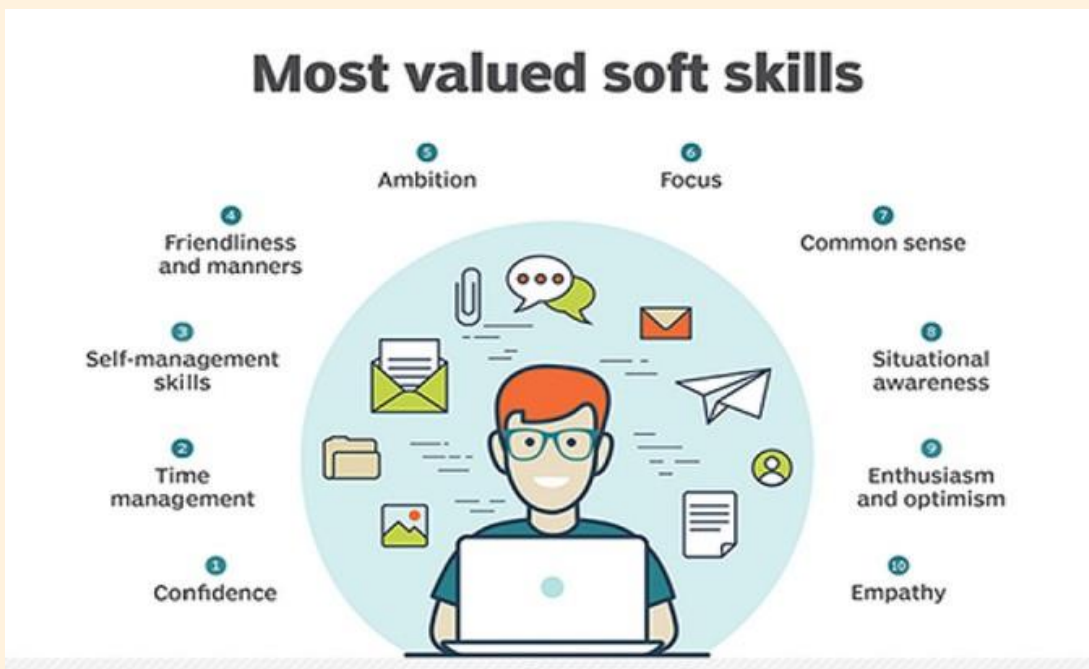 Most valued soft skills
5
Ambition
6
Focus
4
Friendliness
and manners
7
Common sense
3
Self-management
skills
8
Situational
awareness
2
Time
management
9
Enthusiasm
and optimism
1
Confidence
10
Empathy